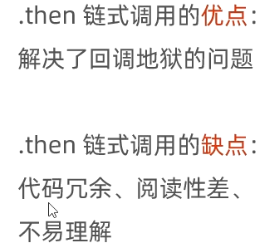 .then 链式调用的优点：
解决了回调地狱的问题
.then 链式调用的缺点：
代码冗余、阅读性差、
不易理解